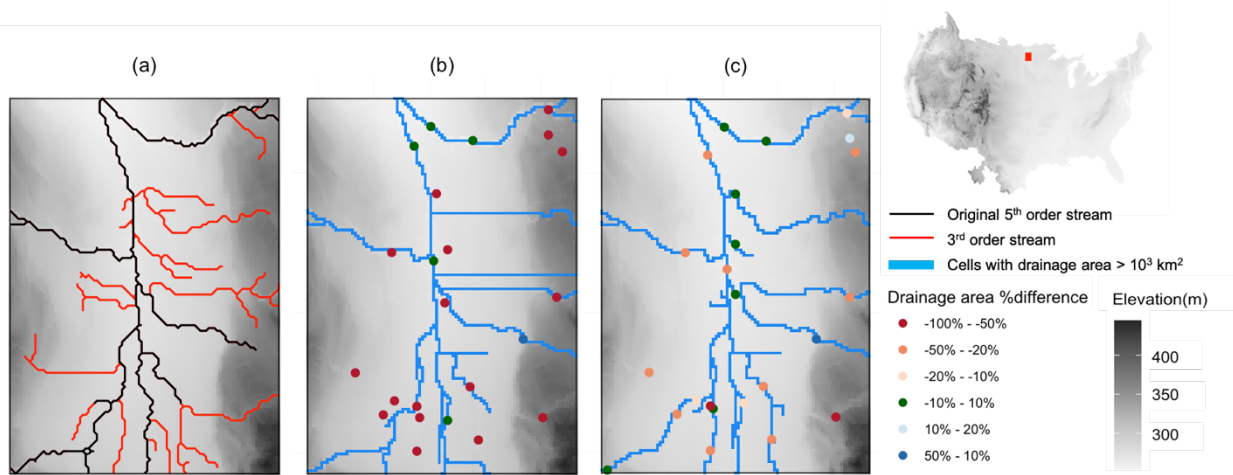 (a)
(b)
(c)
Original 5th order stream
3rd order stream
Cells with drainage area > 10³ km²
Drainage area %difference
-100% - -50%
-50% - -20%
-20% - -10%
-10% - 10%
10% - 20%
50% - 10%
Elevation(m)
400
350
300